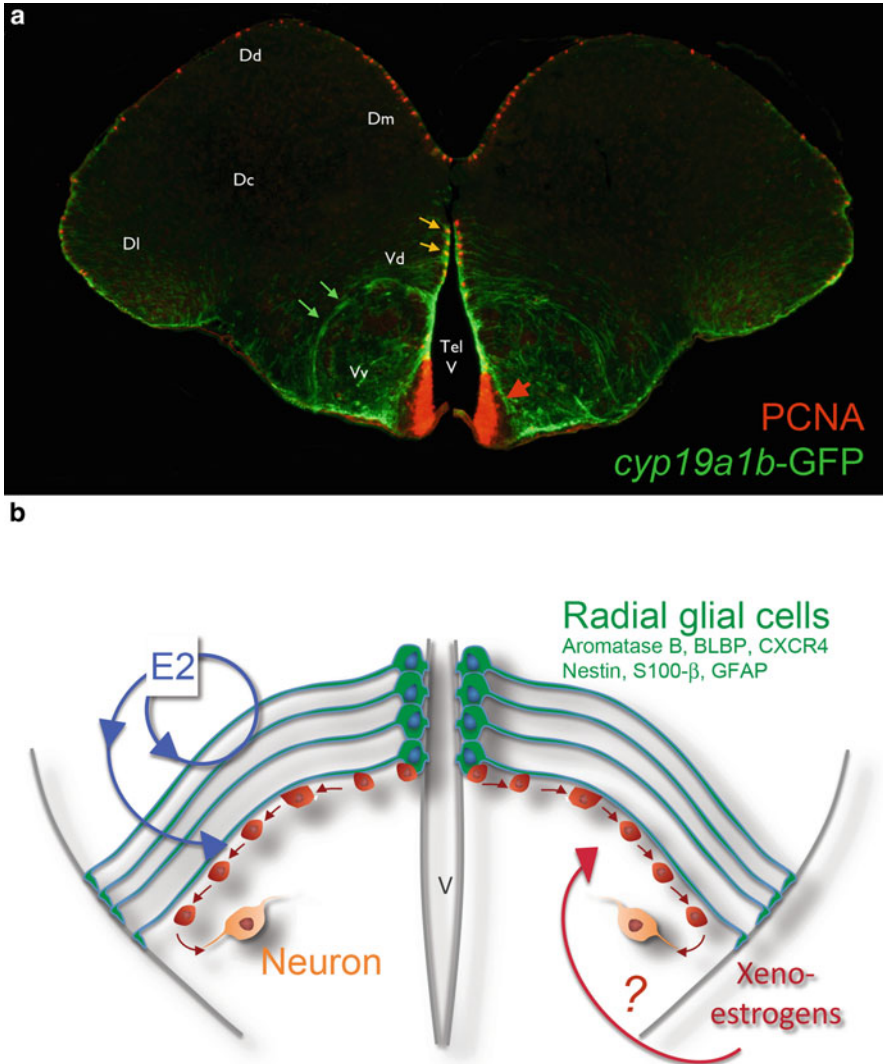 a
Dd
Dm
Dc
Dl
Vd
Vv
Tel
V
PCNA
cyp19a1b-GFP
b
E2
Radial glial cells
Aromatase B, BLBP, CXCR4
Nestin, S100-β, GFAP
V
Neuron
?
Xeno-
estrogens